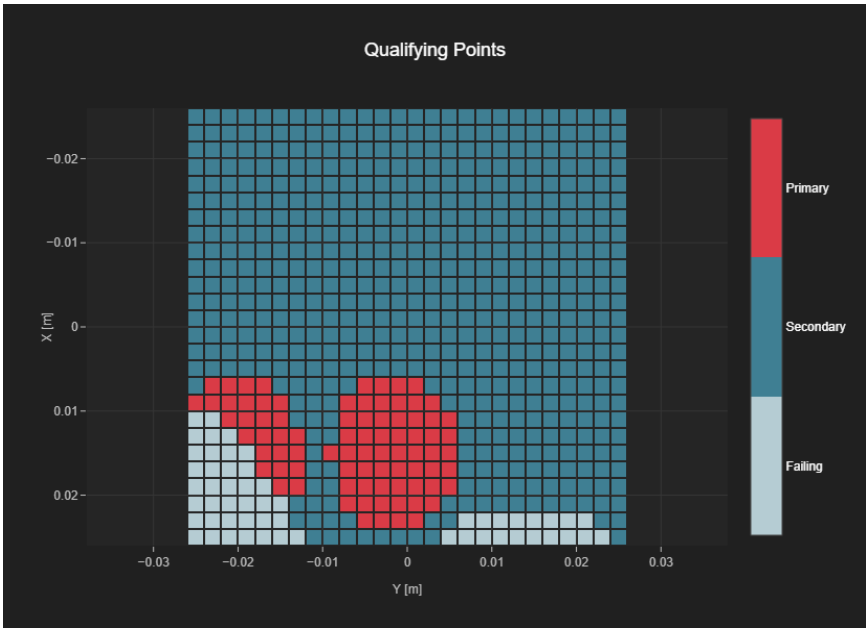 Qualifying Points
−0.02
−0.01
0
0.01
0.02
X [m]
−0.03
−0.02
−0.01
0
0.01
0.02
0.03
Y [m]
Primary
Secondary
Failing